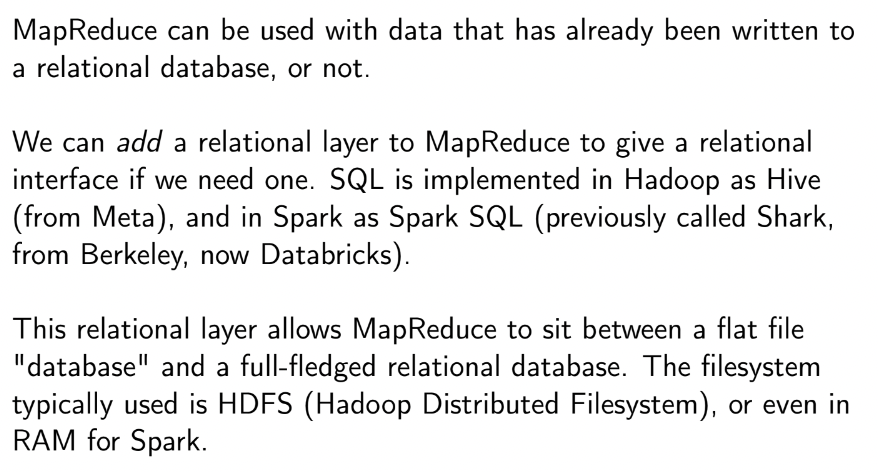 MapReduce can be used with data that has already been written to
a relational database, or not.
We can add a relational layer to MapReduce to give a relational
interface if we need one. SQL is implemented in Hadoop as Hive
(from Meta), and in Spark as Spark SQL (previously called Shark,
from Berkeley, now Databricks).
This relational layer allows MapReduce to sit between a flat file
"database" and a full-fledged relational database. The filesystem
typically used is HDFS (Hadoop Distributed Filesystem), or even in
RAM for Spark.